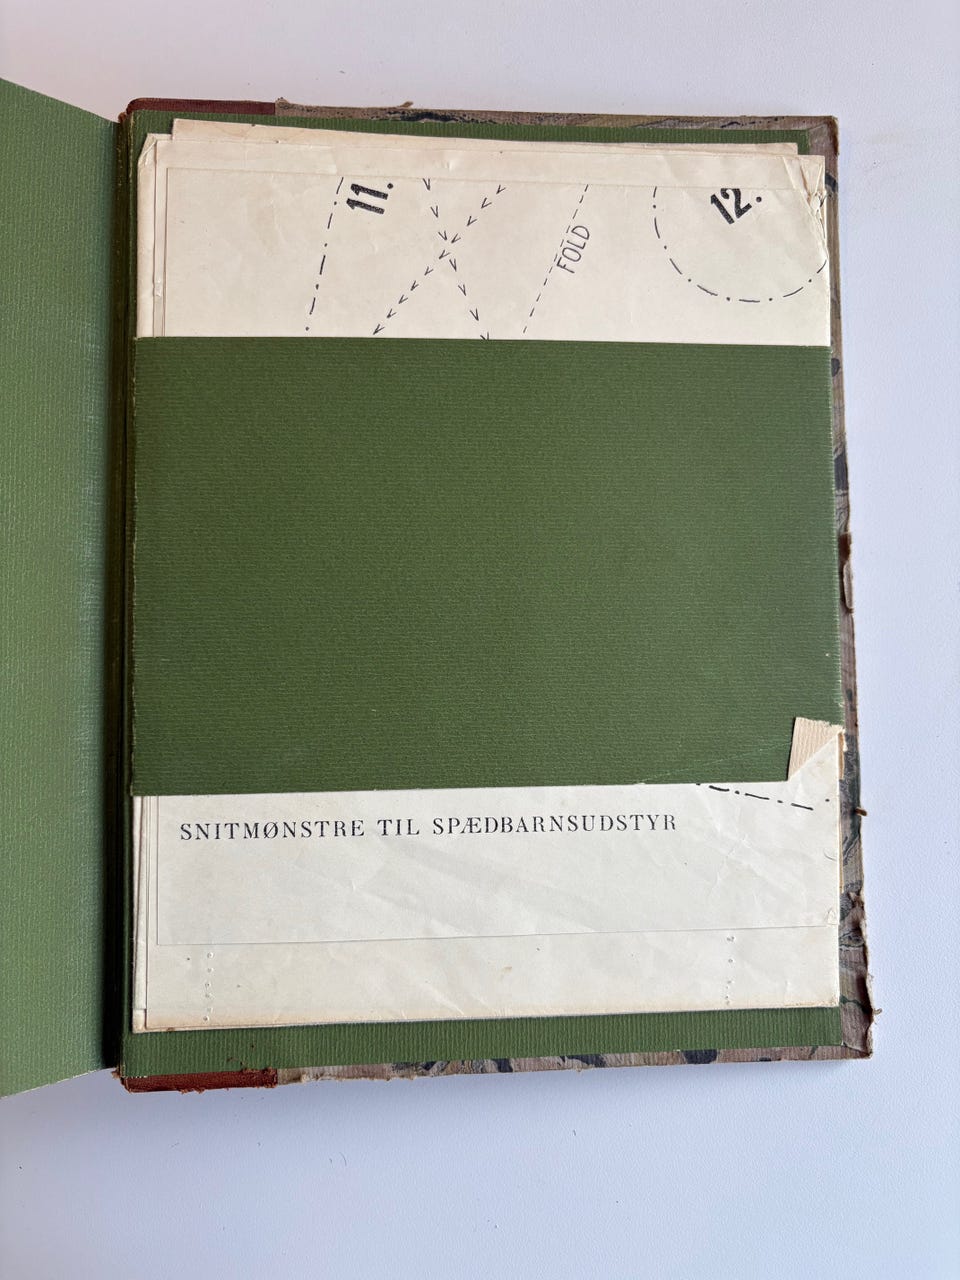 11.
12.
FOLD
SNITMØNSTRE TIL SPÆDBARNSUDSTYR